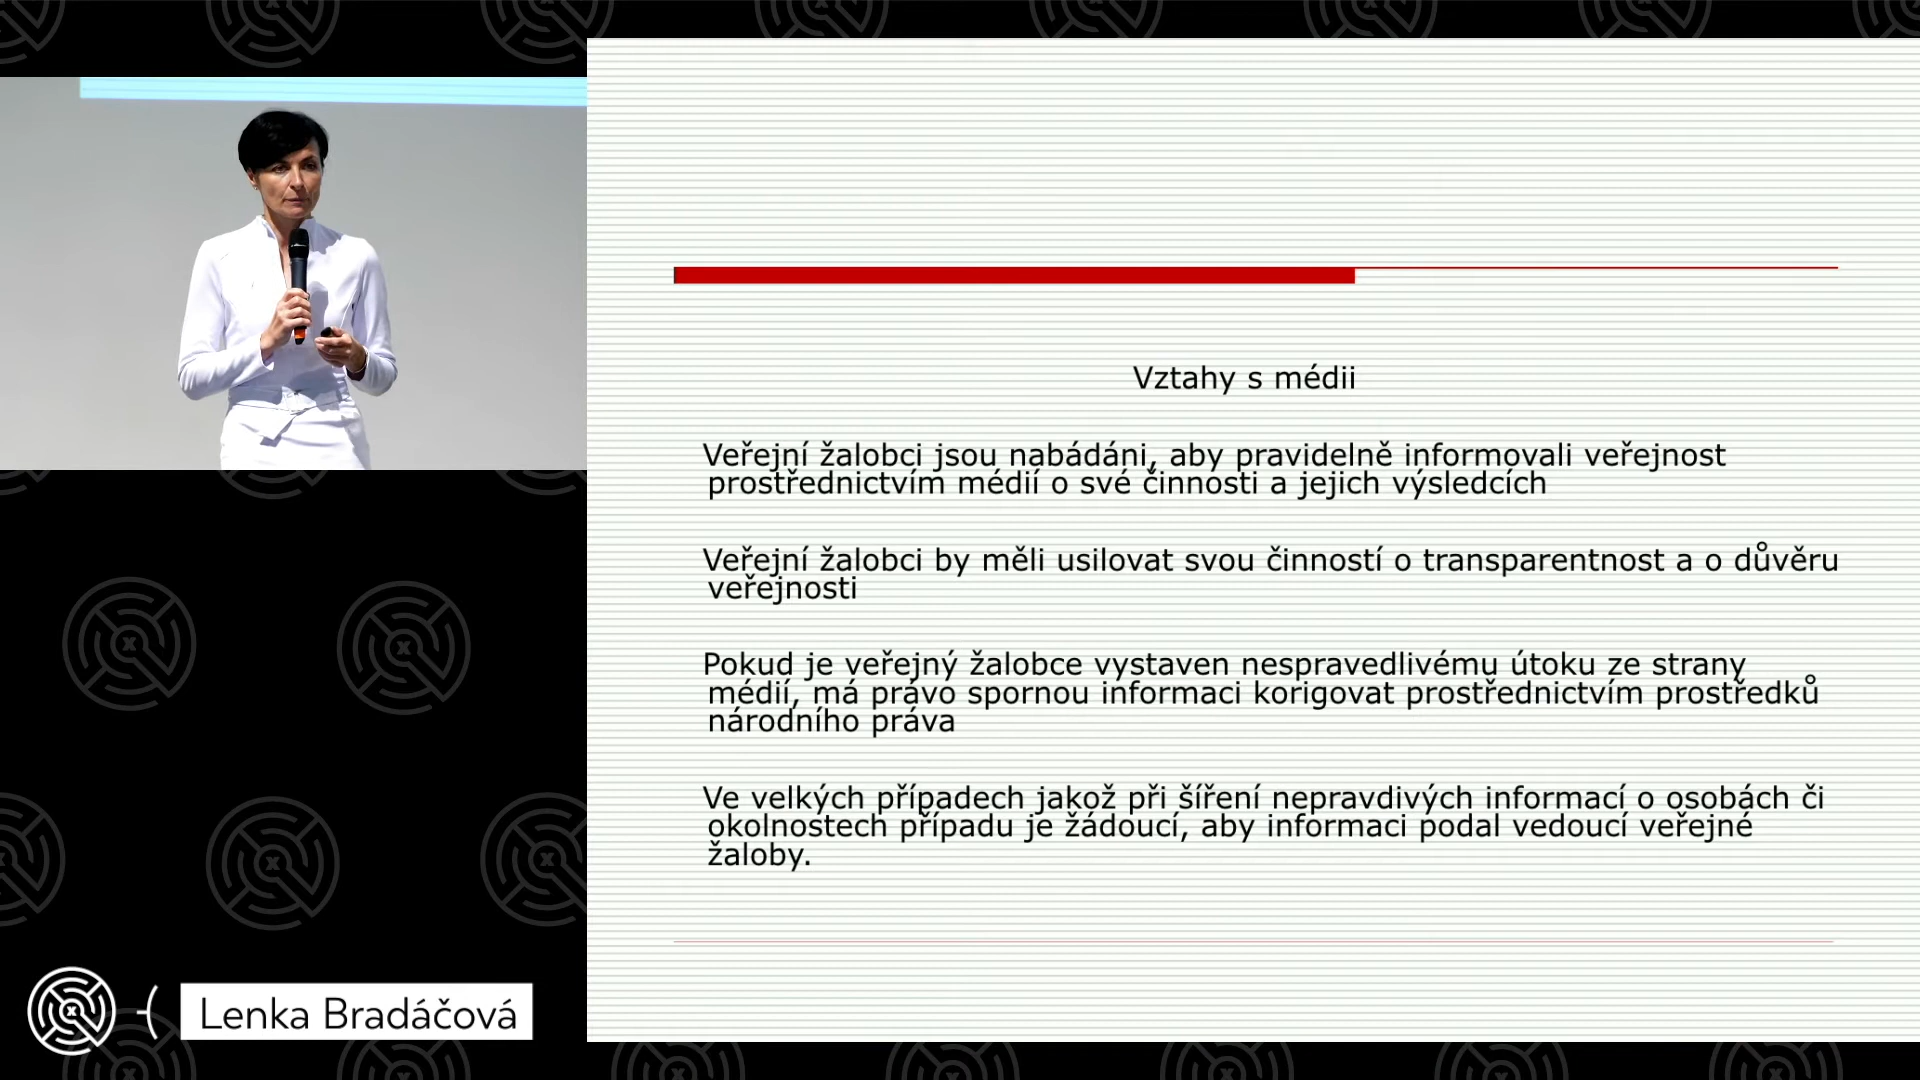 Vztahy s médii
Veřejní žalobci jsou nabádáni, aby pravidelně informovali veřejnost
prostřednictvím médií o své činnosti a jejich výsledcích
Veřejní žalobci by měli usilovat svou činností o transparentnost a o důvěru
veřejnosti
Pokud je veřejný žalobce vystaven nespravedlivému útoku ze strany
médií, má právo spornou informaci korigovat prostřednictvím prostředků
národního práva
Ve velkých případech jakož při šíření nepravdivých informací o osobách či
okolnostech případu je žádoucí, aby informaci podal vedoucí veřejné
žaloby.
Lenka Bradáčová